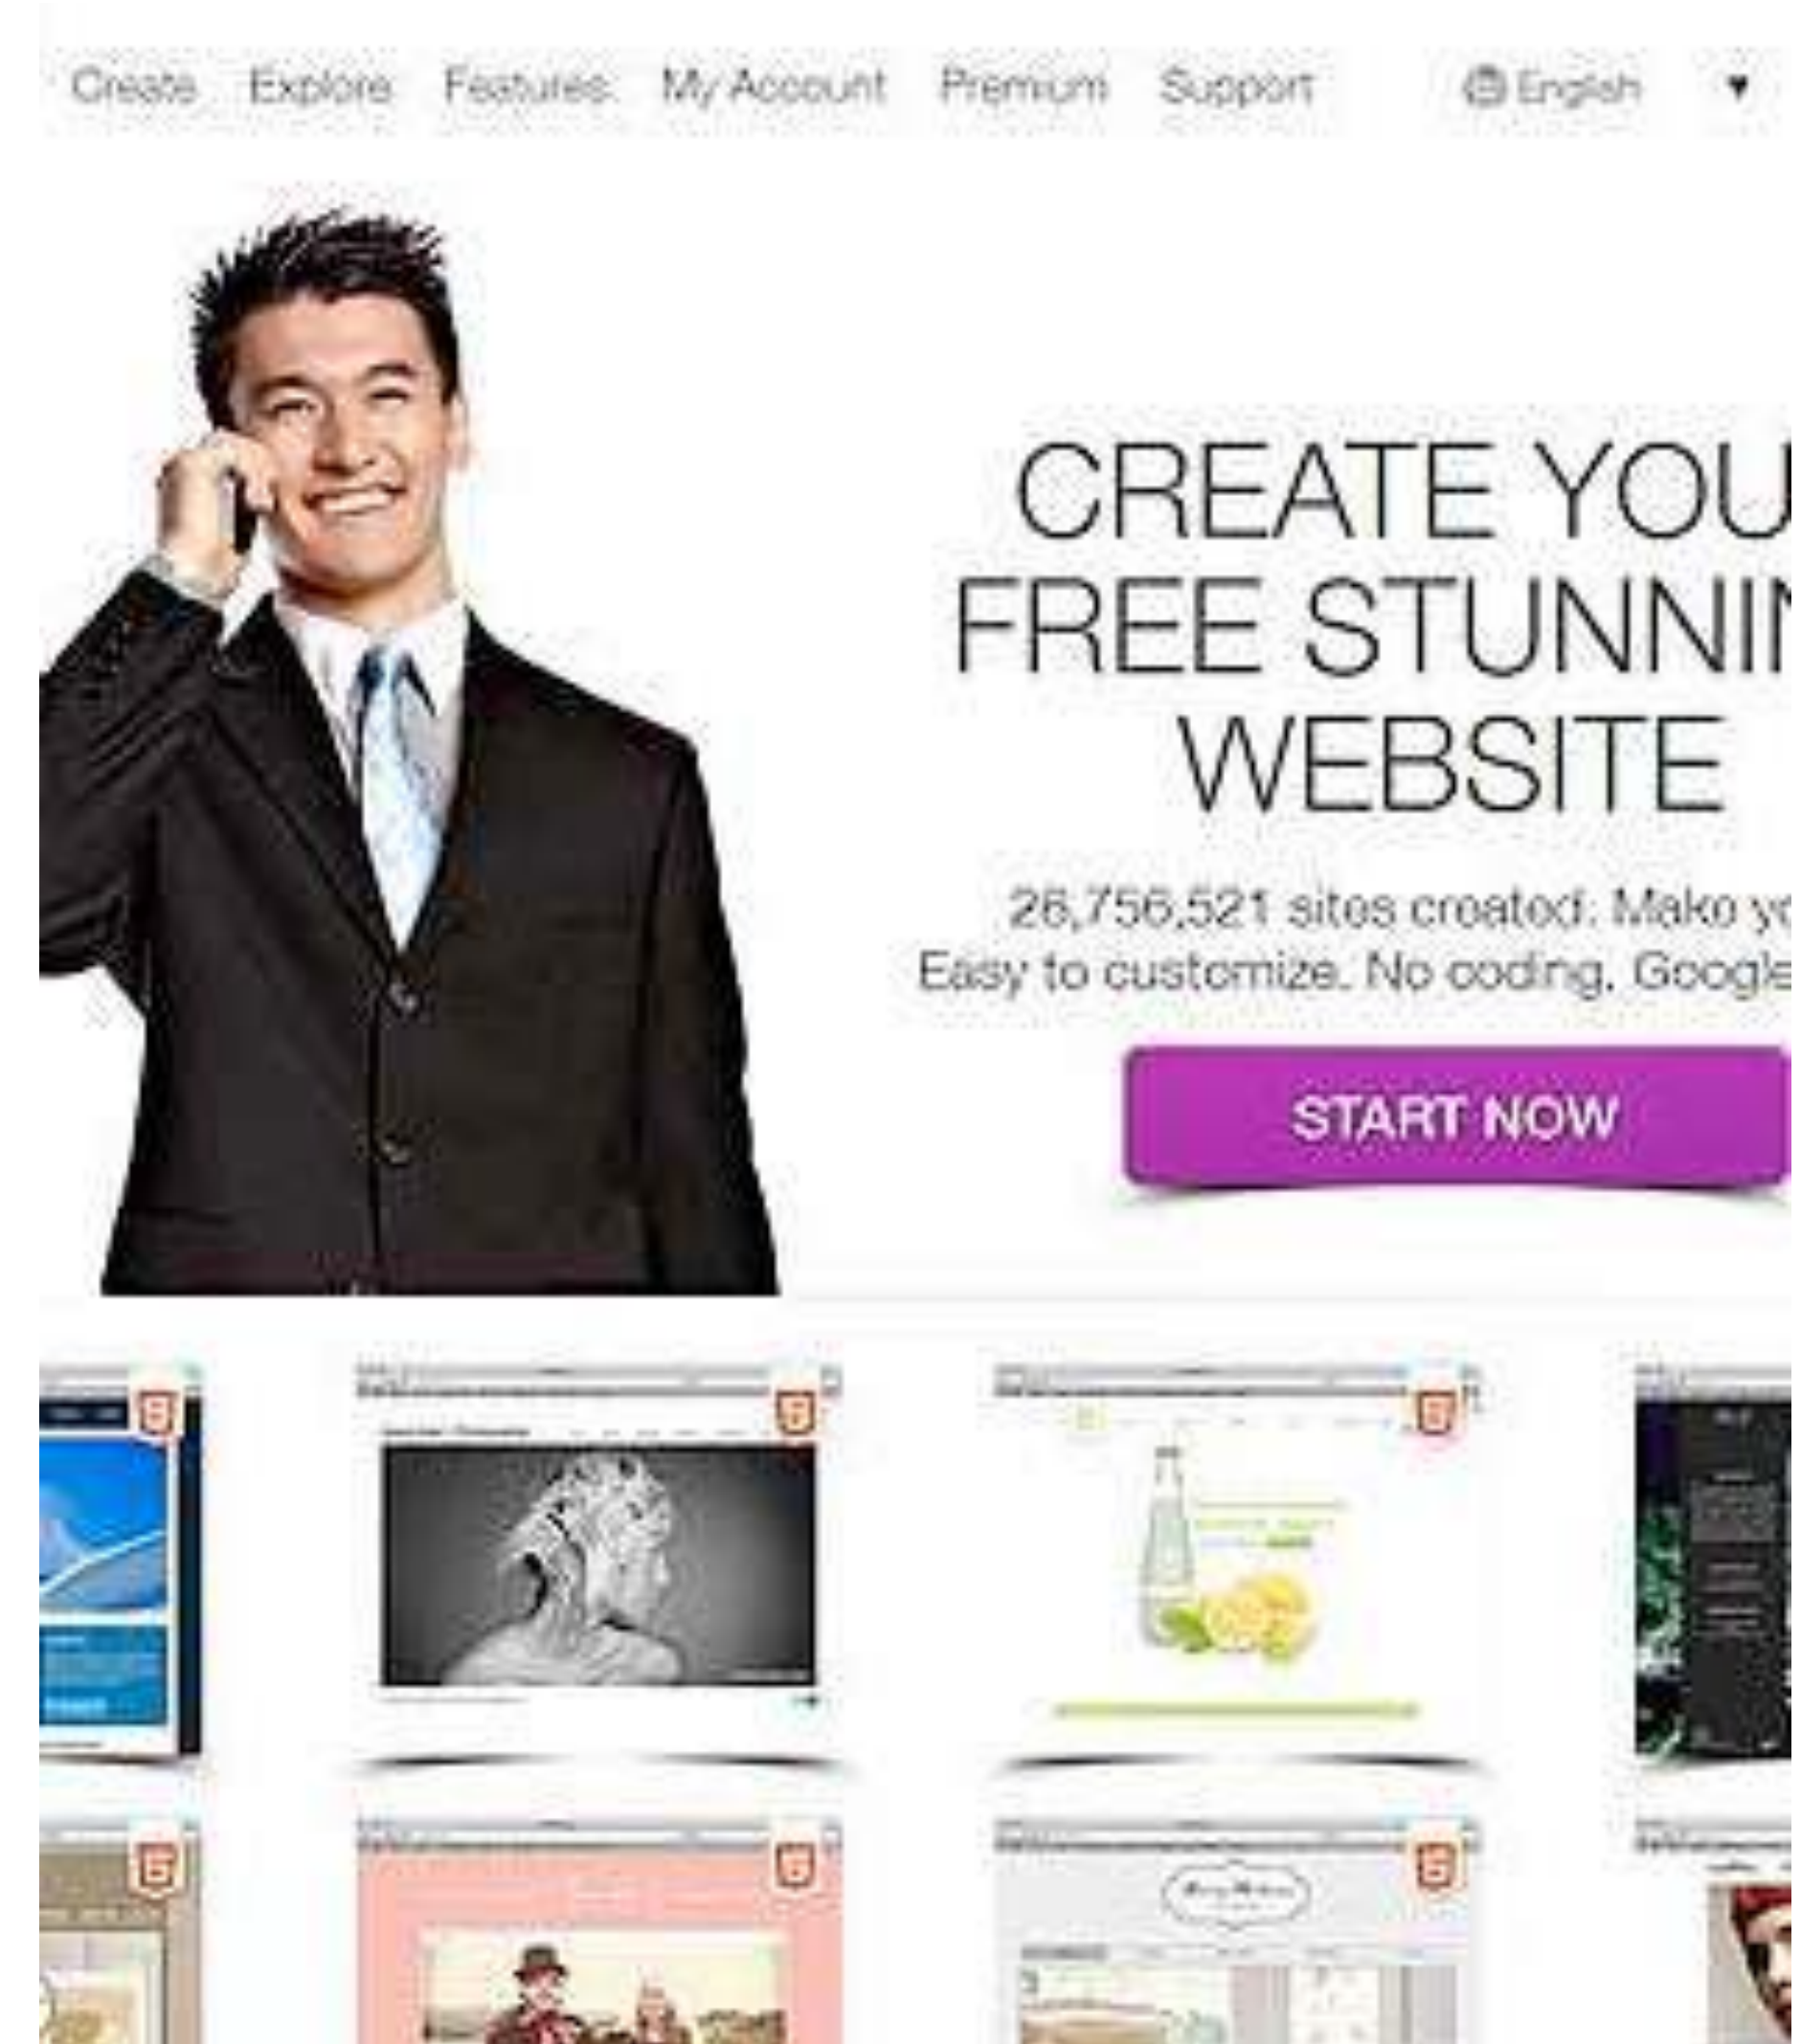 Create Explore Features My Account Premium Support English
CREATE YOU
FREE STUNNIN
WEBSITE
26,756,521 sites created. Make yo
Easy to customize. No coding, Google
START NOW